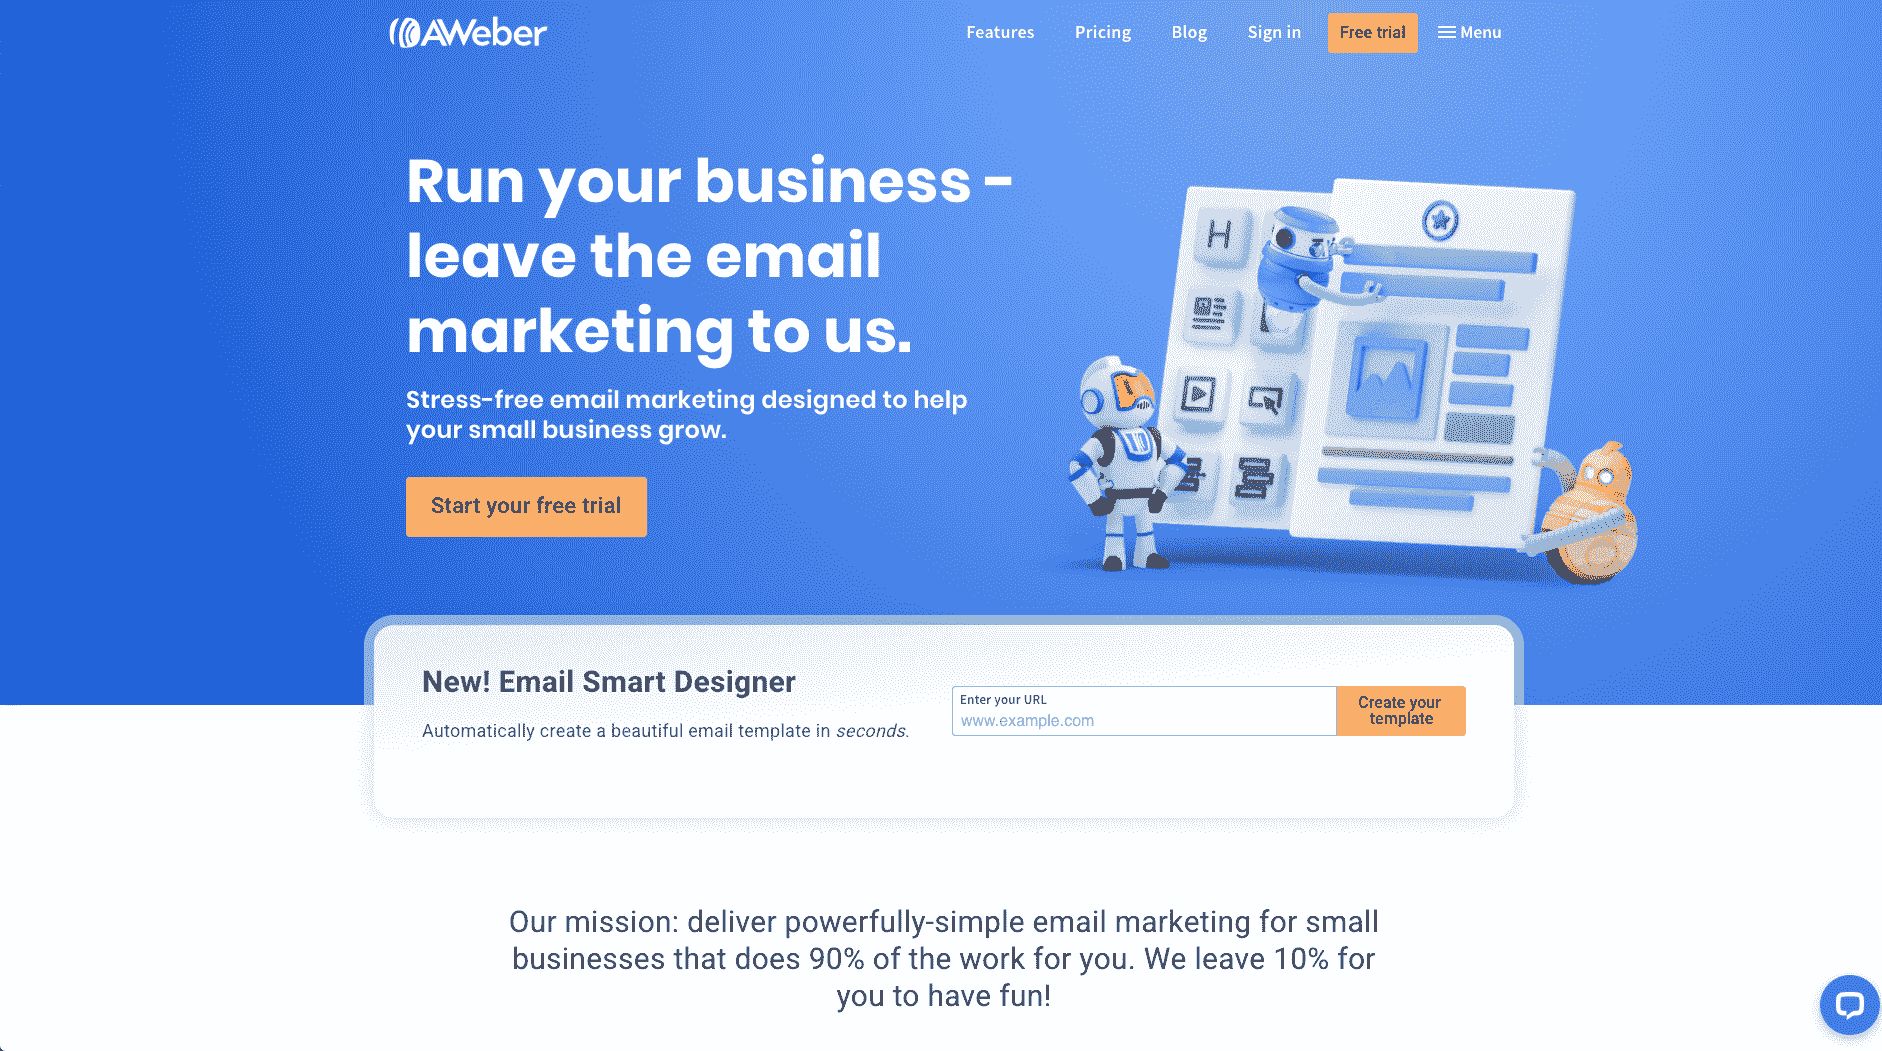 AWeber
Features Pricing Blog Sign in Free trial Menu
Run your business -
leave the email
marketing to us.
Stress-free email marketing designed to help
your small business grow.
Start your free trial
H
New! Email Smart Designer
Automatically create a beautiful email template in seconds.
Enter your URL
www.example.com
Create your
template
Our mission: deliver powerfully-simple email marketing for small
businesses that does 90% of the work for you. We leave 10% for
you to have fun!